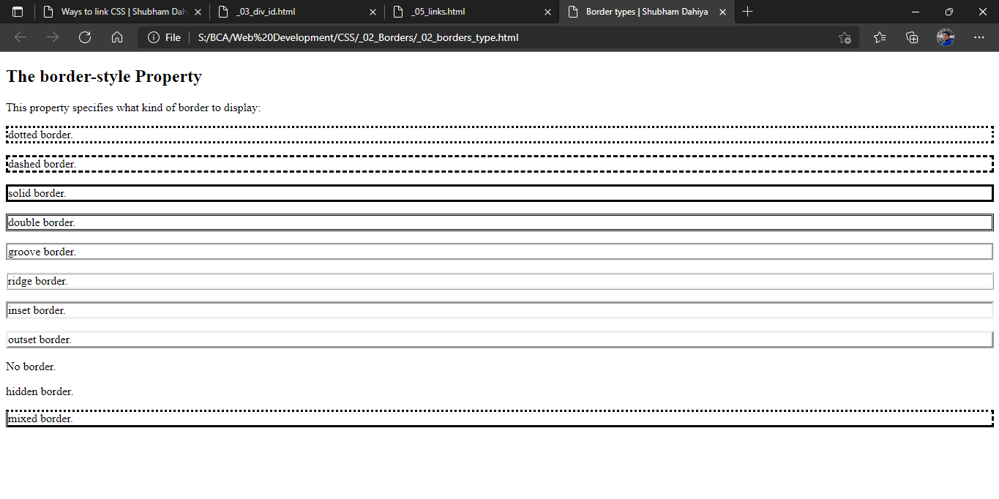 Ways to link CSS | Shubham Dah
_03_div_id.html
_05_links.html
Border types | Shubham Dahiya
File
S:/BCA/Web%20Development/CSS/_02_Borders/_02_borders_type.html
The border-style Property
This property specifies what kind of border to display:
dotted border.
dashed border.
solid border.
double border.
groove border.
ridge border.
inset border.
outset border.
No border.
hidden border.
mixed border.